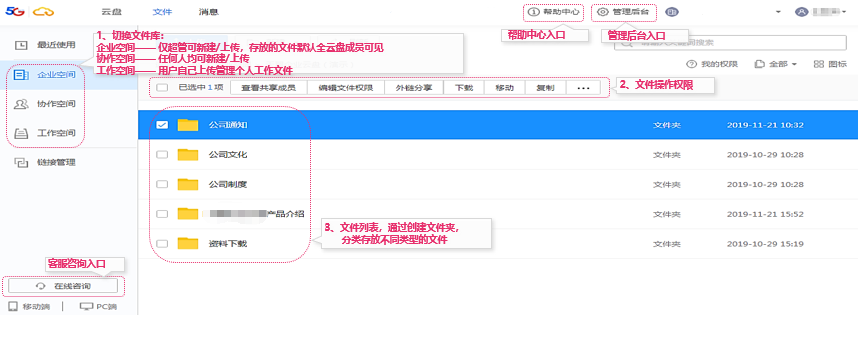 5G 云盘 文件 消息 帮助中心 管理后台
最近使用
企业空间
协作空间
工作空间
链接管理
1、切换文件库：
企业空间—— 仅超管可新建/上传，存放的文件默认全云盘成员可见
协作空间—— 任何人均可新建/上传
工作空间—— 用户自己上传管理个人工作文件
帮助中心入口
管理后台入口
搜索
我的权限 全部 图标
已选中 1 项 查看共享成员 编辑文件权限 外链分享 下载 移动 复制 •••
2、文件操作权限
公司通知 文件夹 2019-11-21 10:32
公司文化 文件夹 2019-10-29 10:28
公司制度 文件夹 2019-10-29 10:28
产品介绍 文件夹 2019-11-21 15:52
资料下载 文件夹 2019-10-29 15:19
3、文件列表，通过创建文件夹，
分类存放不同类型的文件
客服咨询入口
在线咨询
移动端 | PC端